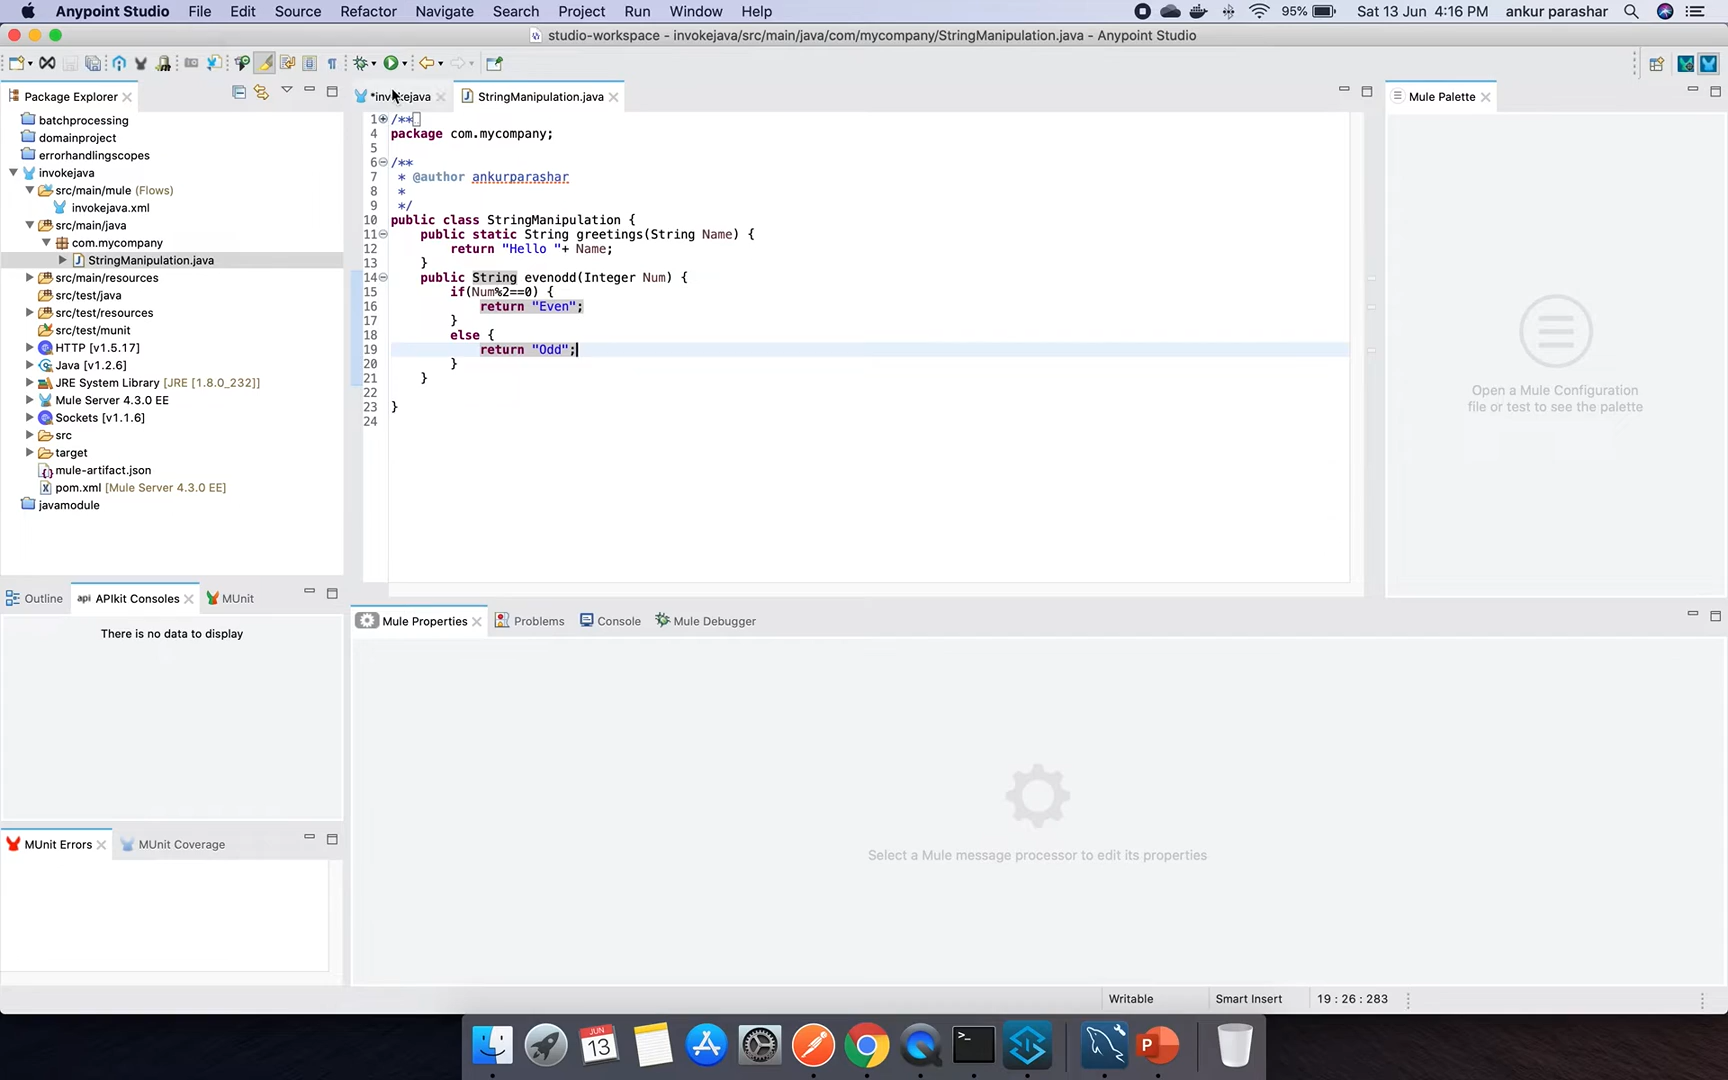 Anypoint Studio File Edit Source Refactor Navigate Search Project Run Window Help 95% Sat 13 Jun 4:16 PM ankur parashar
studio-workspace - invokejava/src/main/java/com/mycompany/StringManipulation.java - Anypoint Studio
Package Explorer
*invokejava
StringManipulation.java
Mule Palette
batchprocessing
domainproject
errorhandlingscopes
invokejava
src/main/mule (Flows)
invokejava.xml
src/main/java
com.mycompany
StringManipulation.java
src/main/resources
src/test/java
src/test/resources
src/test/munit
HTTP [v1.5.17]
Java [v1.2.6]
JRE System Library [JRE [1.8.0_232]]
Mule Server 4.3.0 EE
Sockets [v1.1.6]
src
target
mule-artifact.json
pom.xml [Mule Server 4.3.0 EE]
javamodule
1 /**
4 package com.mycompany;
5
6 /**
7 * @author ankurparashar
8 *
9 */
10 public class StringManipulation {
11 public static String greetings(String Name) {
12 return "Hello "+ Name;
13 }
14 public String evenodd(Integer Num) {
15 if(Num%2==0) {
16 return "Even";
17 }
18 else {
19 return "Odd";
20 }
21 }
22
23 }
24
Open a Mule Configuration
file or test to see the palette
Outline api APIkit Consoles MUnit
There is no data to display
MUnit Errors MUnit Coverage
Mule Properties Problems Console Mule Debugger
Select a Mule message processor to edit its properties
Writable Smart Insert 19 : 26 : 283
JUN
13
>_
P